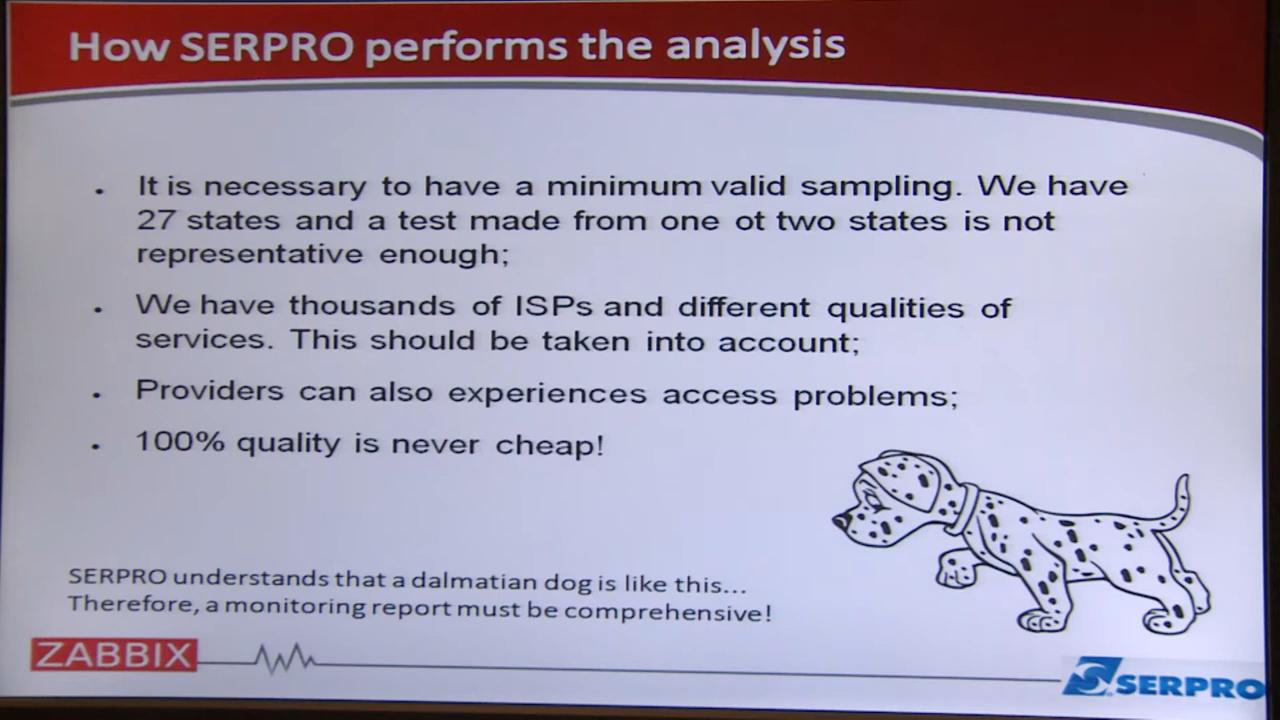 How SERPRO performs the analysis
It is necessary to have a minimum valid sampling. We have
27 states and a test made from one ot two states is not
representative enough;
We have thousands of ISPs and different qualities of
services. This should be taken into account;
Providers can also experiences access problems;
100% quality is never cheap!
SERPRO understands that a dalmatian dog is like this...
Therefore, a monitoring report must be comprehensive!
ZABBIX
SERPRO